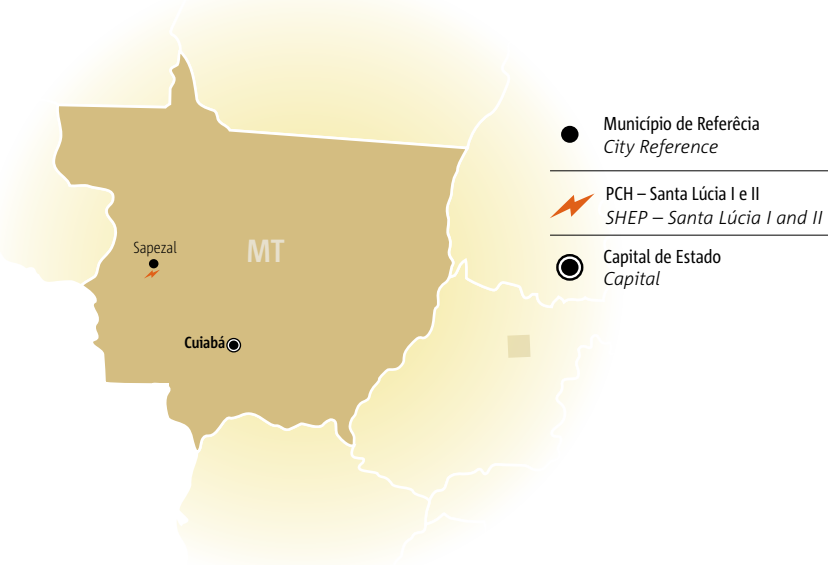 Município de Referêcia
City Reference
PCH – Santa Lúcia I e II
SHEP – Santa Lúcia I and II
Capital de Estado
Capital
Sapezal
MT
Cuiabá